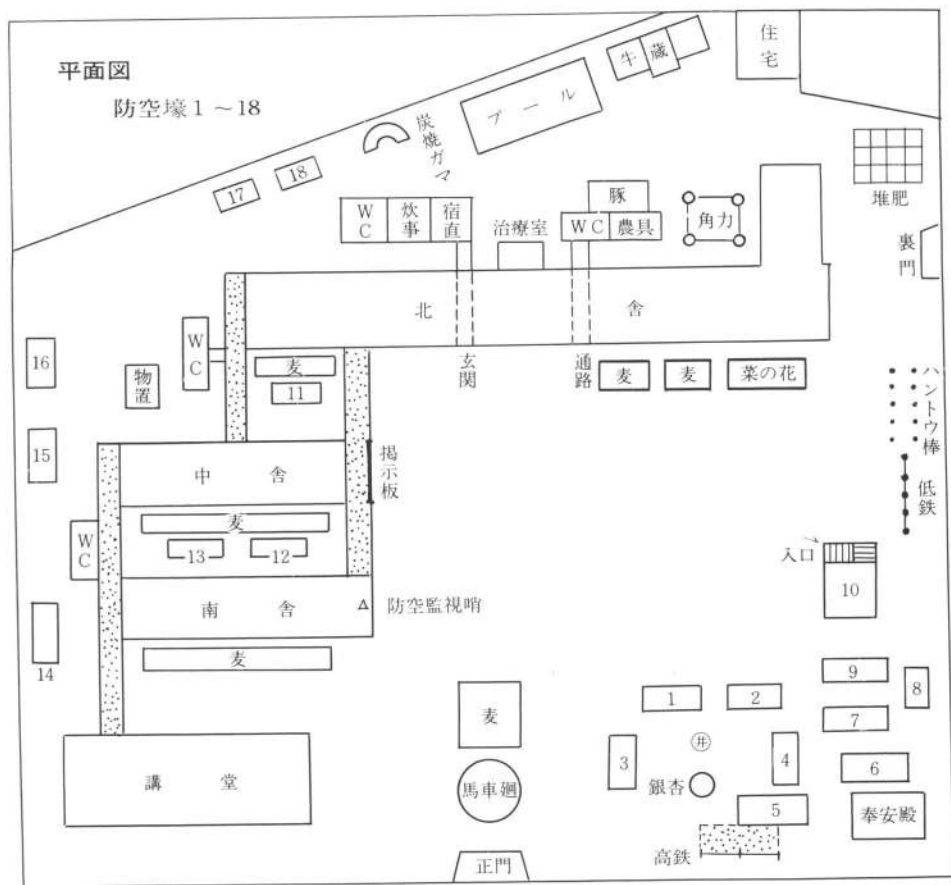 平面図
防空壕1～18
住宅
牛
蔵
プール
炭焼ガマ
18
17
堆肥
豚
WC
炊事
宿直
治療室
WC
農具
角力
裏門
北舎
WC
16
物置
麦
11
玄関
通路
麦
麦
菜の花
ハントウ棒
15
中舎
掲示板
低鉄
麦
13
12
WC
入口
10
14
南舎
防空監視哨
麦
9
8
1
2
麦
7
3
井
4
6
講堂
馬車廻
銀杏
5
奉安殿
高鉄
正門